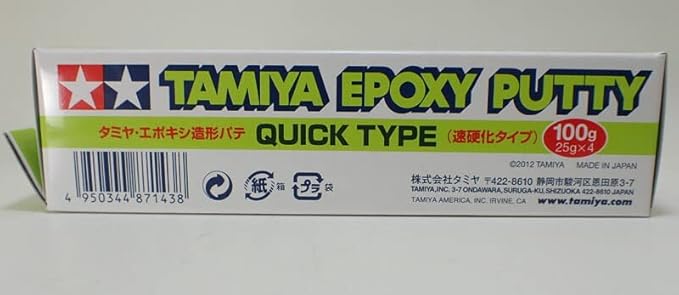 TAMIYA EPOXY PUTTY
タミヤ・エポキシ造形パテ QUICK TYPE (速硬化タイプ) 100g
25g×4
©2012 TAMIYA MADE IN JAPAN
4 950344 871438
紙 箱
プラ 袋
株式会社タミヤ 〒422-8610 静岡市駿河区恩田原3-7
TAMIYA,INC. 3-7 ONDAWARA, SURUGA-KU, SHIZUOKA 422-8610 JAPAN
TAMIYA AMERICA, INC. IRVINE, CA www.tamiya.com